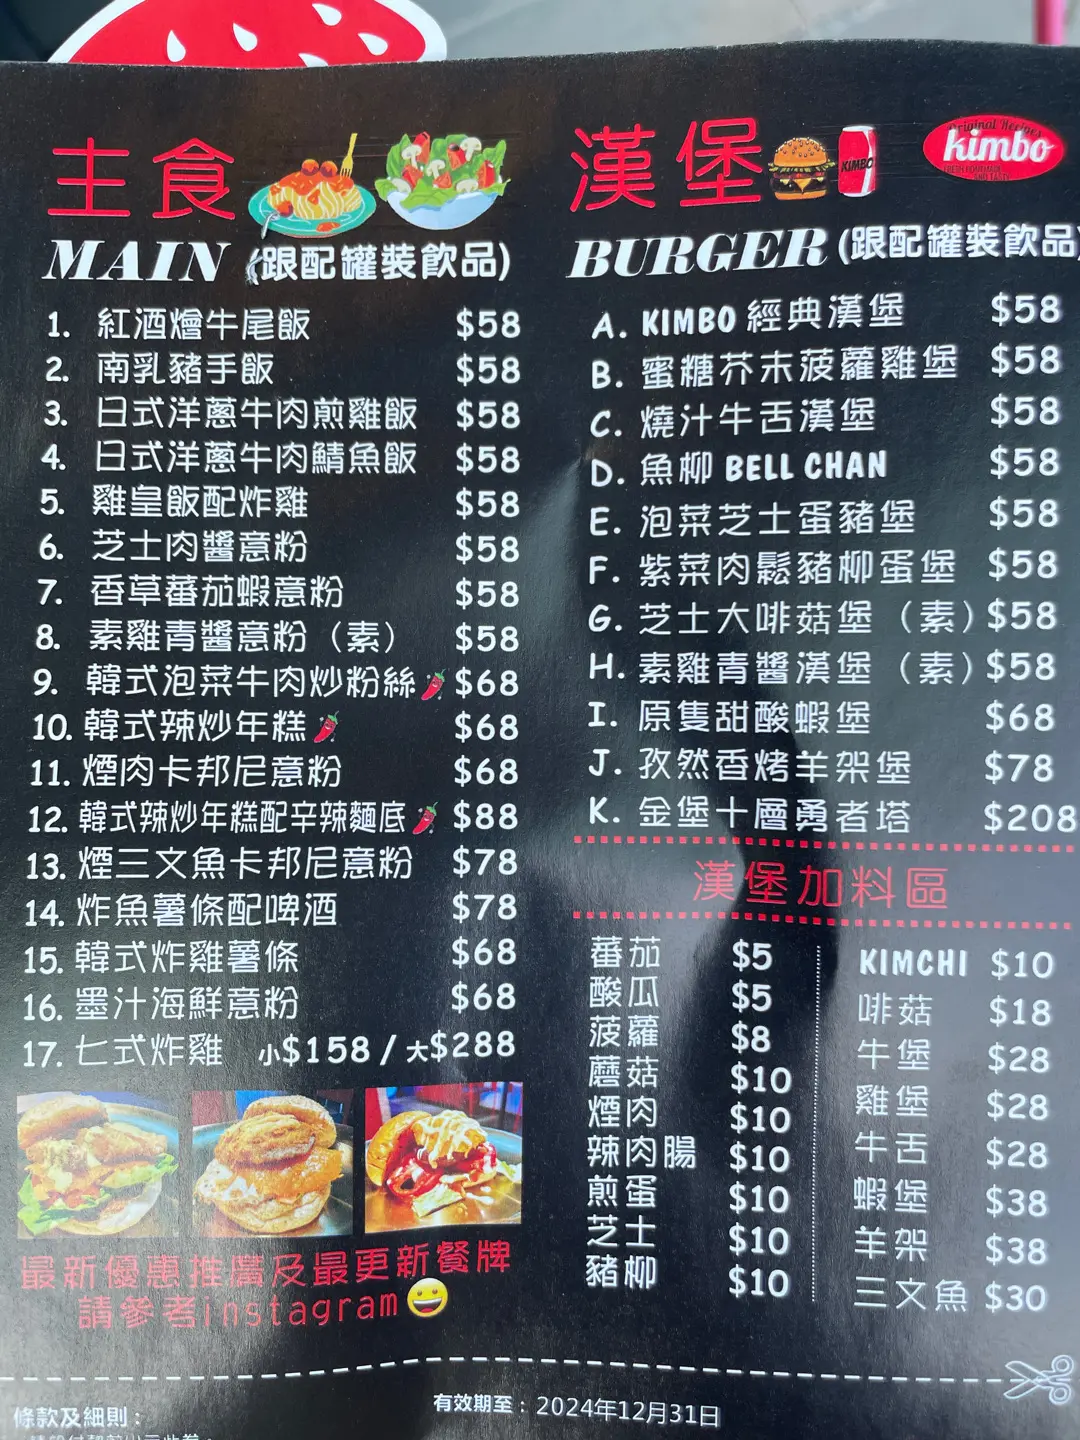 主食
MAIN (跟配罐裝飲品)
1. 紅酒燴牛尾飯 $58
2. 南乳豬手飯 $58
3. 日式洋蔥牛肉煎雞飯 $58
4. 日式洋蔥牛肉鯖魚飯 $58
5. 雞皇飯配炸雞 $58
6. 芝士肉醬意粉 $58
7. 香草蕃茄蝦意粉 $58
8. 素雞青醬意粉（素） $58
9. 韓式泡菜牛肉炒粉絲 $68
10. 韓式辣炒年糕 $68
11. 煙肉卡邦尼意粉 $68
12. 韓式辣炒年糕配辛辣麵底 $88
13. 煙三文魚卡邦尼意粉 $78
14. 炸魚薯條配啤酒 $78
15. 韓式炸雞薯條 $68
16. 墨汁海鮮意粉 $68
17. 七式炸雞 小$158 / 大$288
最新優惠推廣及最更新餐牌
請參考instagram
漢堡
KIMBO
Original Recipes
kimbo
BURGER (跟配罐裝飲品)
A. KIMBO 經典漢堡 $58
B. 蜜糖芥末菠蘿雞堡 $58
C. 燒汁牛舌漢堡 $58
D. 魚柳 BELL CHAN $58
E. 泡菜芝士蛋豬堡 $58
F. 紫菜肉鬆豬柳蛋堡 $58
G. 芝士大啡菇堡（素） $58
H. 素雞青醬漢堡（素） $58
I. 原隻甜酸蝦堡 $68
J. 孜然香烤羊架堡 $78
K. 金堡十層勇者塔 $208
漢堡加料區
蕃茄 $5
酸瓜 $5
菠蘿 $8
蘑菇 $10
煙肉 $10
辣肉腸 $10
煎蛋 $10
芝士 $10
豬柳 $10
KIMCHI $10
啡菇 $18
牛堡 $28
雞堡 $28
牛舌 $28
蝦堡 $38
羊架 $38
三文魚 $30
有效期至：2024年12月31日
條款及細則：